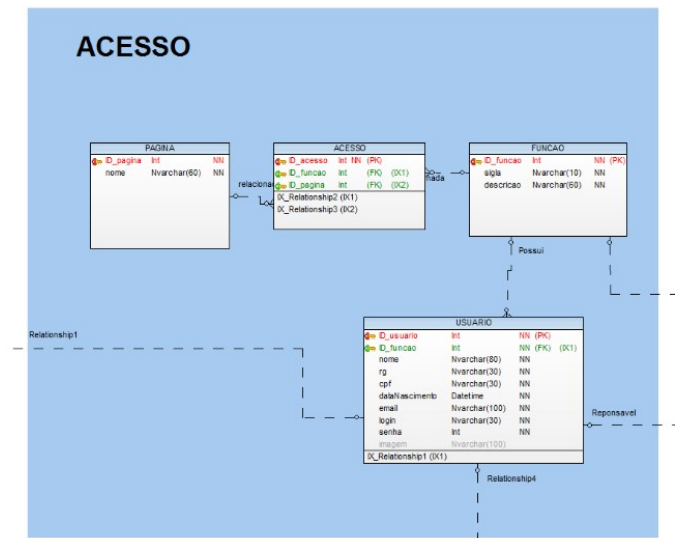 ACESSO
PAGINA
ID_pagina Int NN
nome Nvarchar(60) NN
relaciona
ACESSO
ID_acesso Int NN (PK)
ID_funcao Int (FK) (IX1)
ID_pagina Int (FK) (IX2)
IX_Relationship2 (IX1)
IX_Relationship3 (IX2)
nada
FUNCAO
ID_funcao Int NN (PK)
sigla Nvarchar(10) NN
descricao Nvarchar(60) NN
Possui
Relationship1
USUARIO
ID_usuario Int NN (PK)
ID_funcao Int NN (FK) (IX1)
nome Nvarchar(80) NN
rg Nvarchar(30) NN
cpf Nvarchar(30) NN
dataNascimento Datetime NN
email Nvarchar(100) NN
login Nvarchar(30) NN
senha Int NN
imagem Nvarchar(100)
IX_Relationship1 (IX1)
Reponsavel
Relationship4